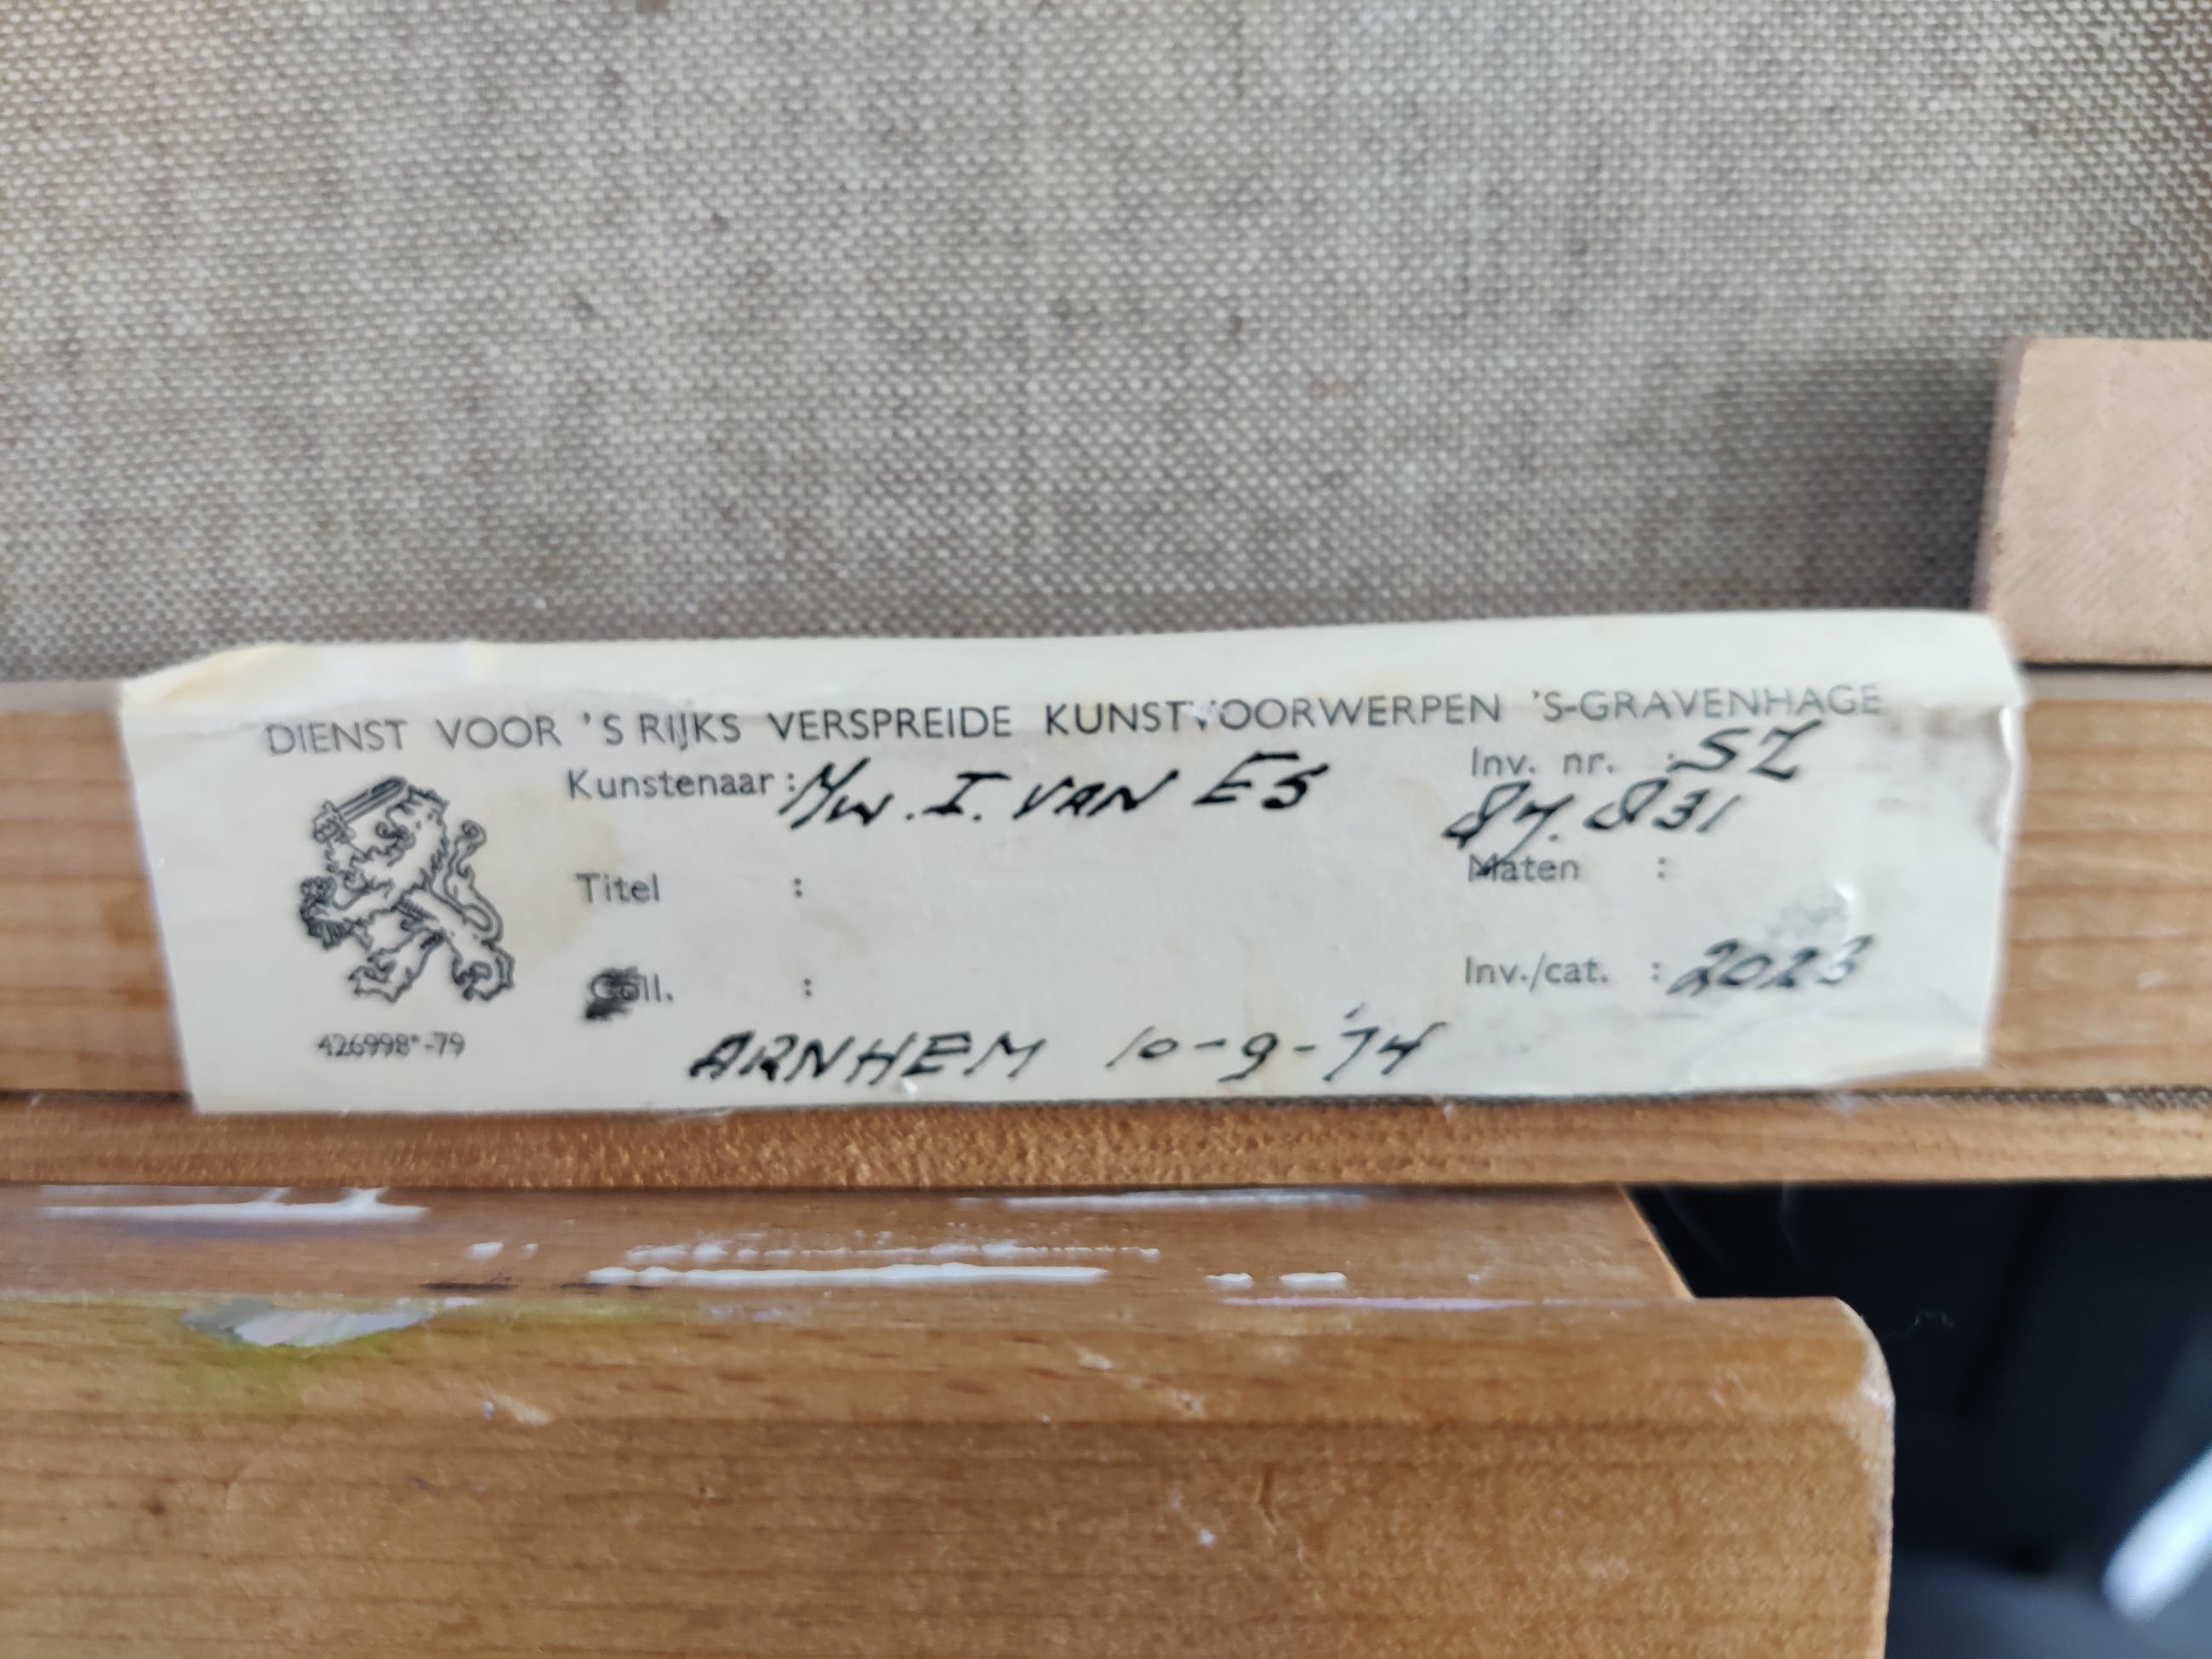 DIENST VOOR 'S RIJKS VERSPREIDE KUNSTVOORWERPEN 'S-GRAVENHAGE
Kunstenaar : Mw. I. VAN ES
Inv. nr. : SZ
87.831
Titel :
Maten :
Coll. :
Inv./cat. : 2023
426998*-79
ARNHEM 10-9-'74